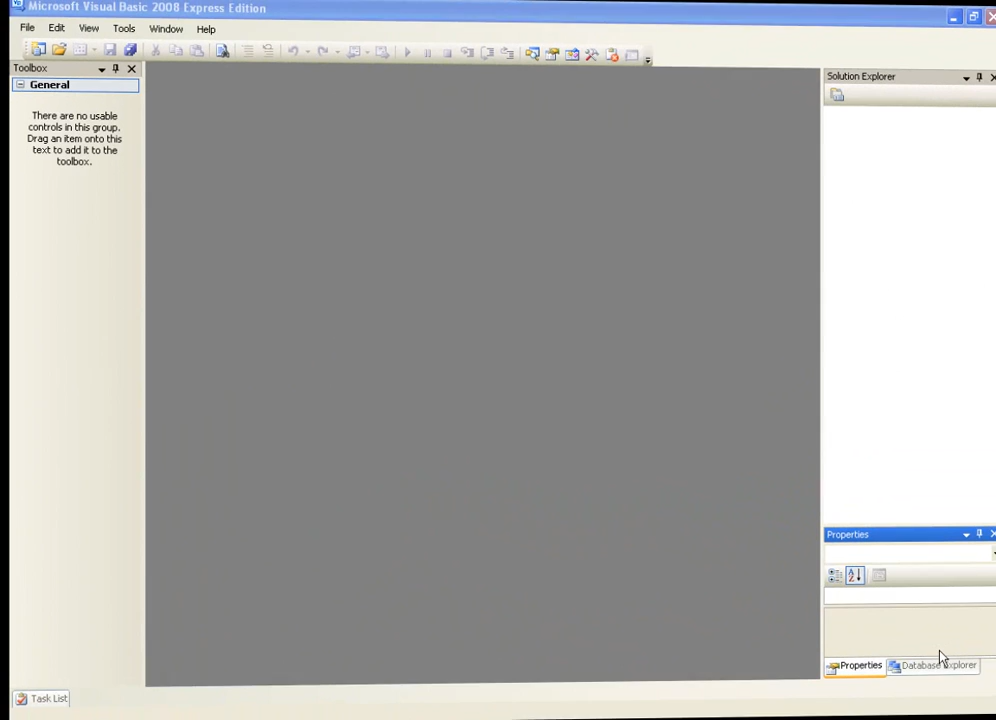 Microsoft Visual Basic 2008 Express Edition
File Edit View Tools Window Help
Toolbox
General
There are no usable
controls in this group.
Drag an item onto this
text to add it to the
toolbox.
Solution Explorer
Properties
Properties
Database Explorer
Task List